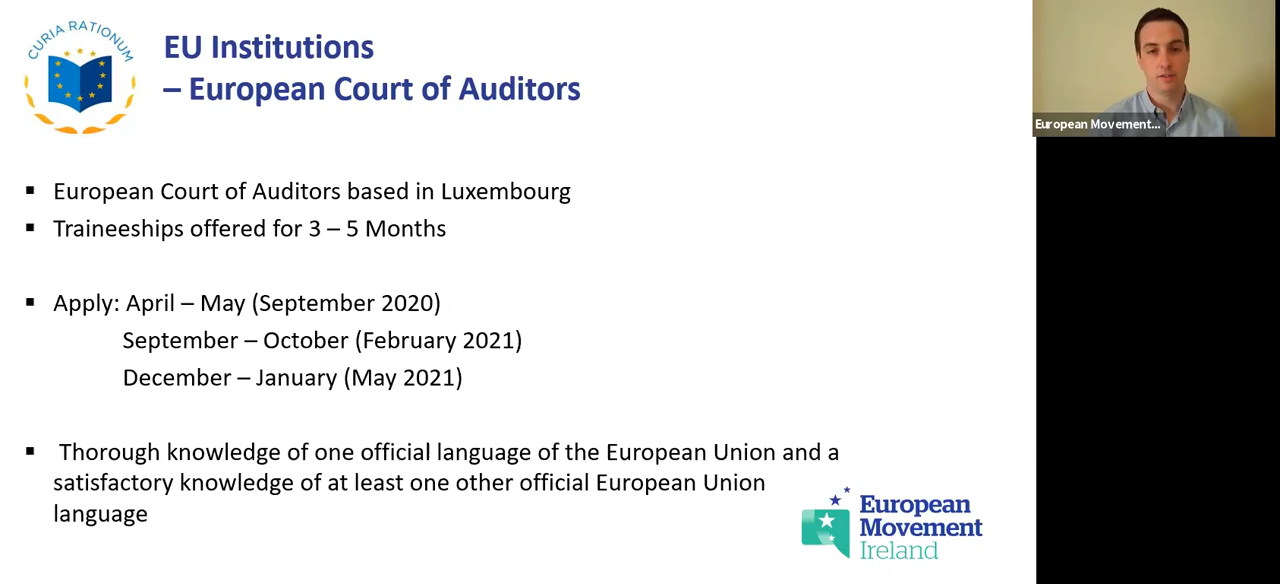 CURIA RATIONUM
EU Institutions
– European Court of Auditors
European Movement...
▪ European Court of Auditors based in Luxembourg
▪ Traineeships offered for 3 – 5 Months
▪ Apply: April – May (September 2020)
September – October (February 2021)
December – January (May 2021)
▪ Thorough knowledge of one official language of the European Union and a
satisfactory knowledge of at least one other official European Union
language
European
Movement
Ireland